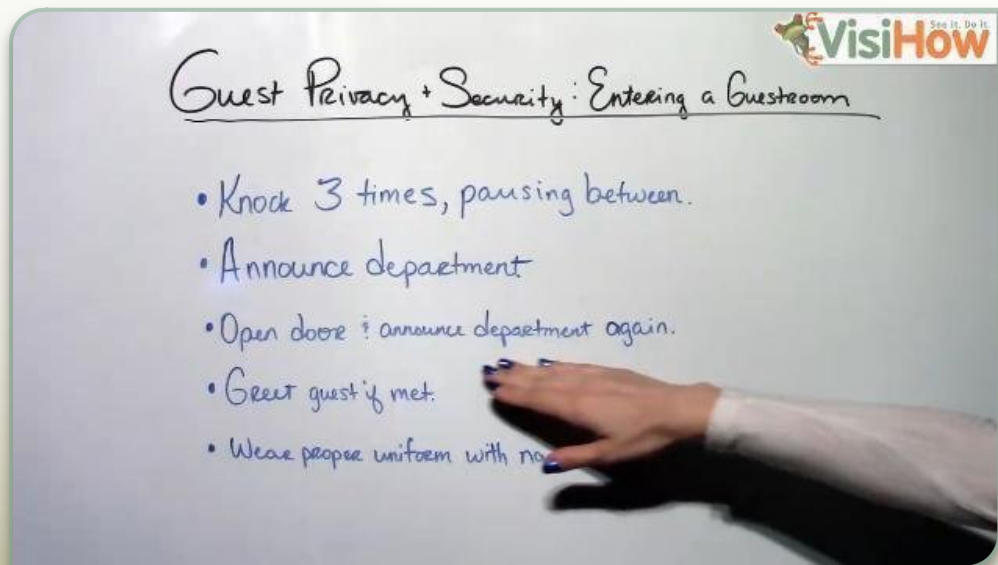 See it. Do it.
VisiHow
Guest Privacy + Security: Entering a Guestroom
• Knock 3 times, pausing between.
• Announce department
• Open door & announce department again.
• Greet guest if met.
• Wear proper uniform with